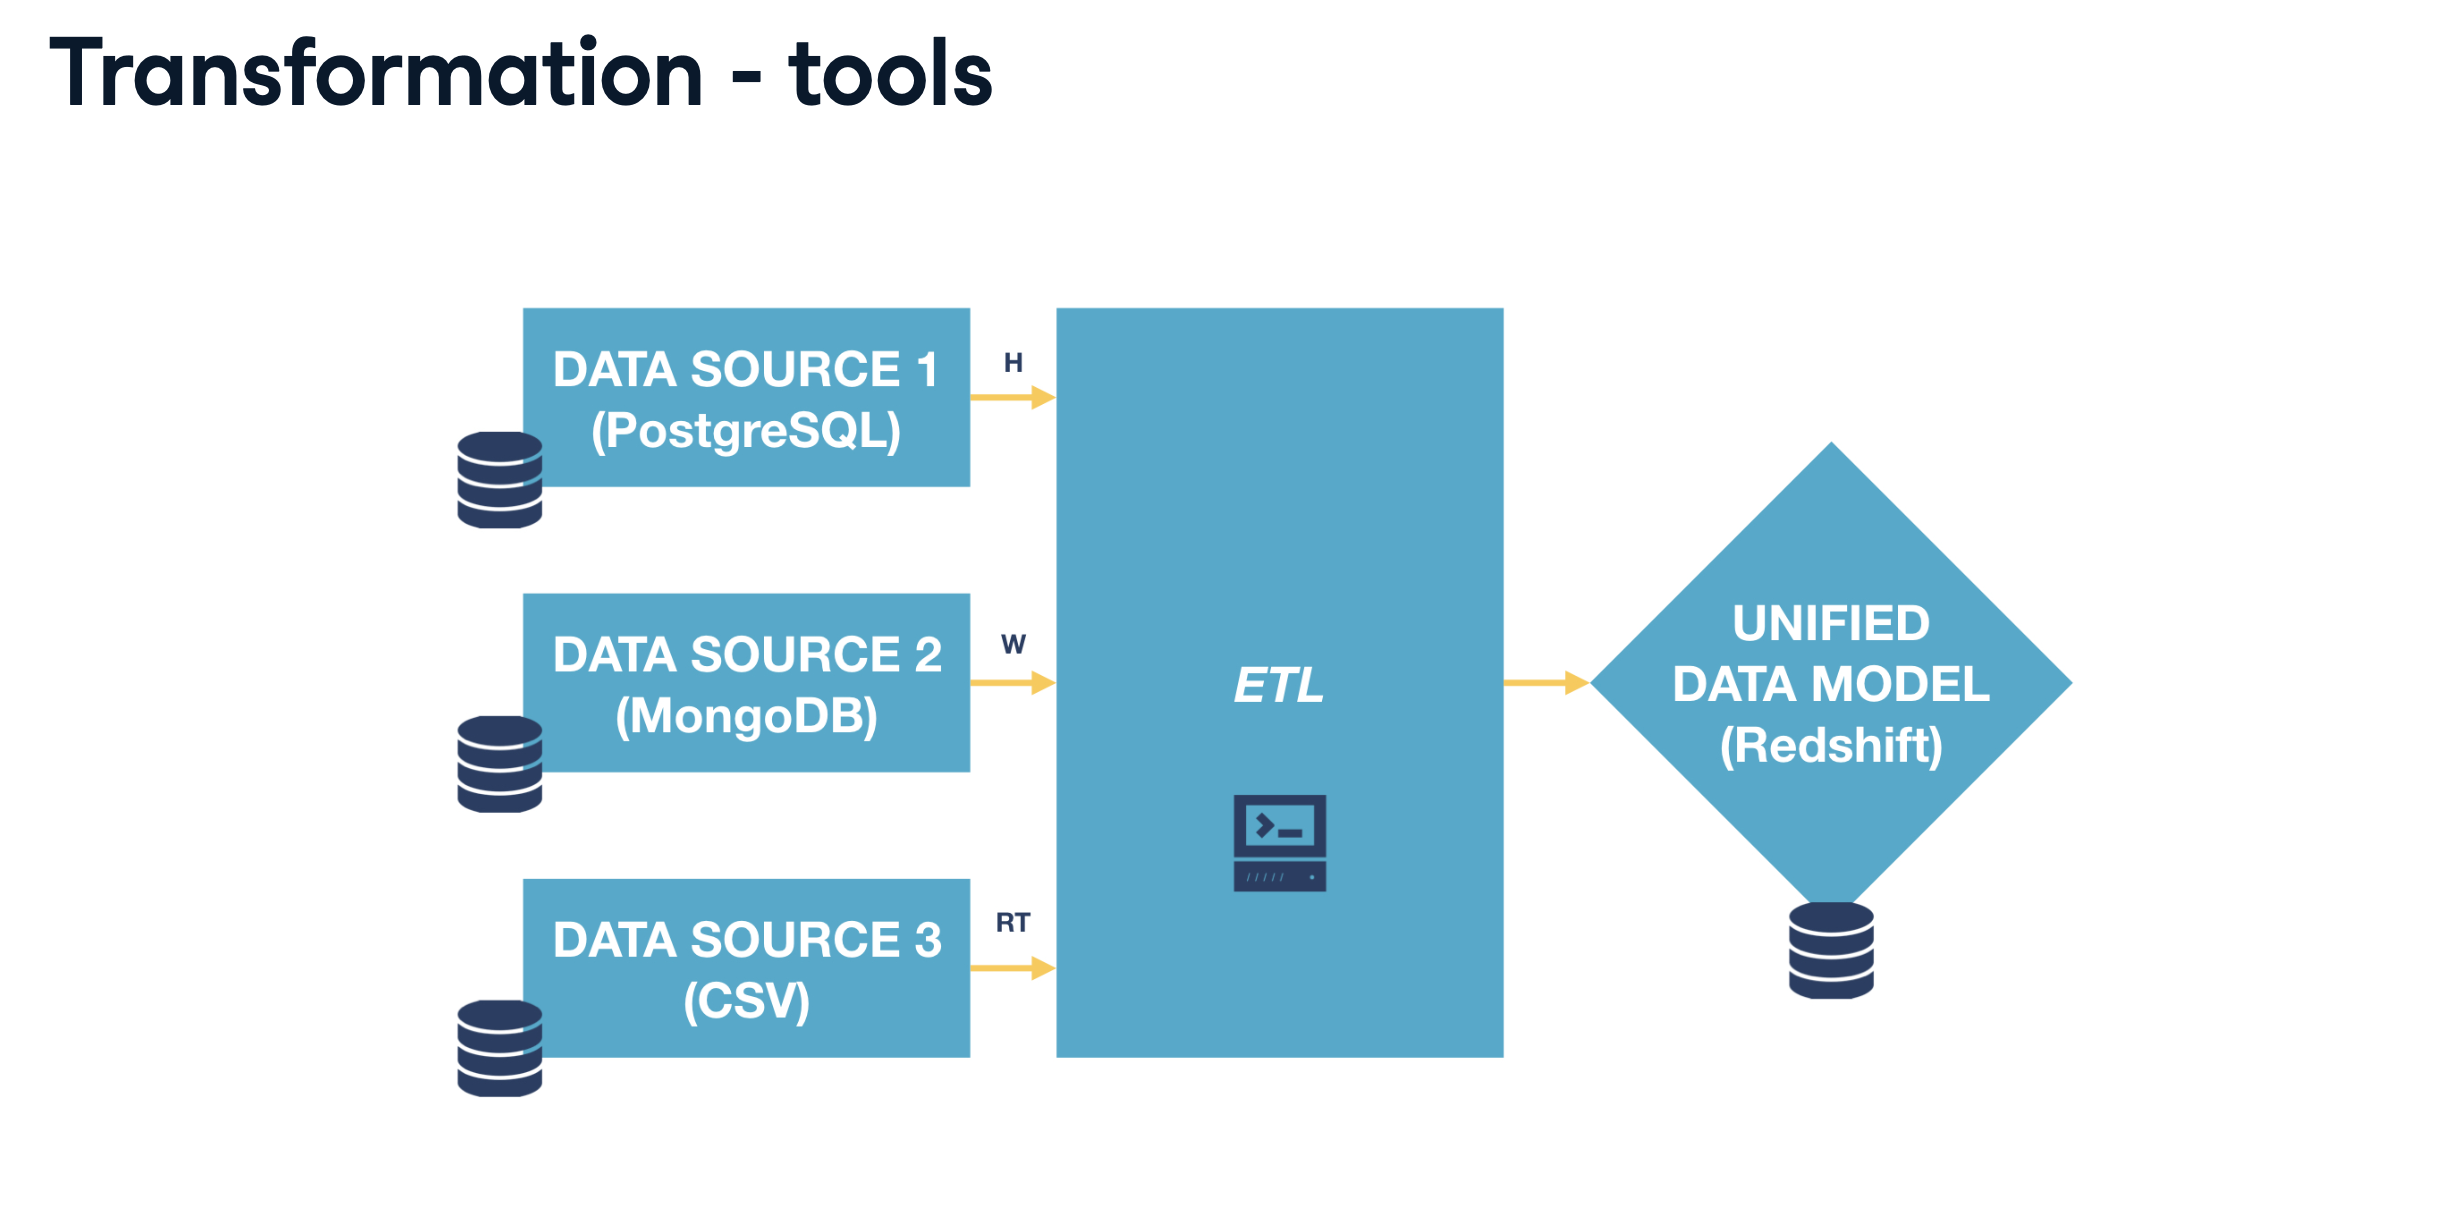 Transformation - tools
DATA SOURCE 1
(PostgreSQL)
H
DATA SOURCE 2
(MongoDB)
W
DATA SOURCE 3
(CSV)
RT
ETL
UNIFIED
DATA MODEL
(Redshift)